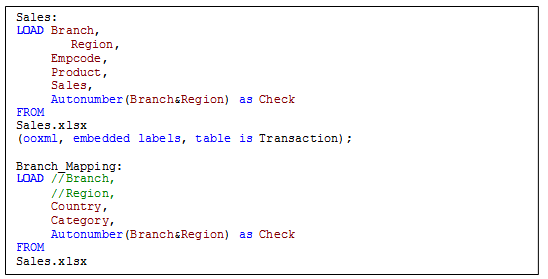 Sales:
LOAD Branch,
Region,
Empcode,
Product,
Sales,
Autonumber(Branch&Region) as Check
FROM
Sales.xlsx
(ooxml, embedded labels, table is Transaction);
Branch_Mapping:
LOAD //Branch,
//Region,
Country,
Category,
Autonumber(Branch&Region) as Check
FROM
Sales.xlsx